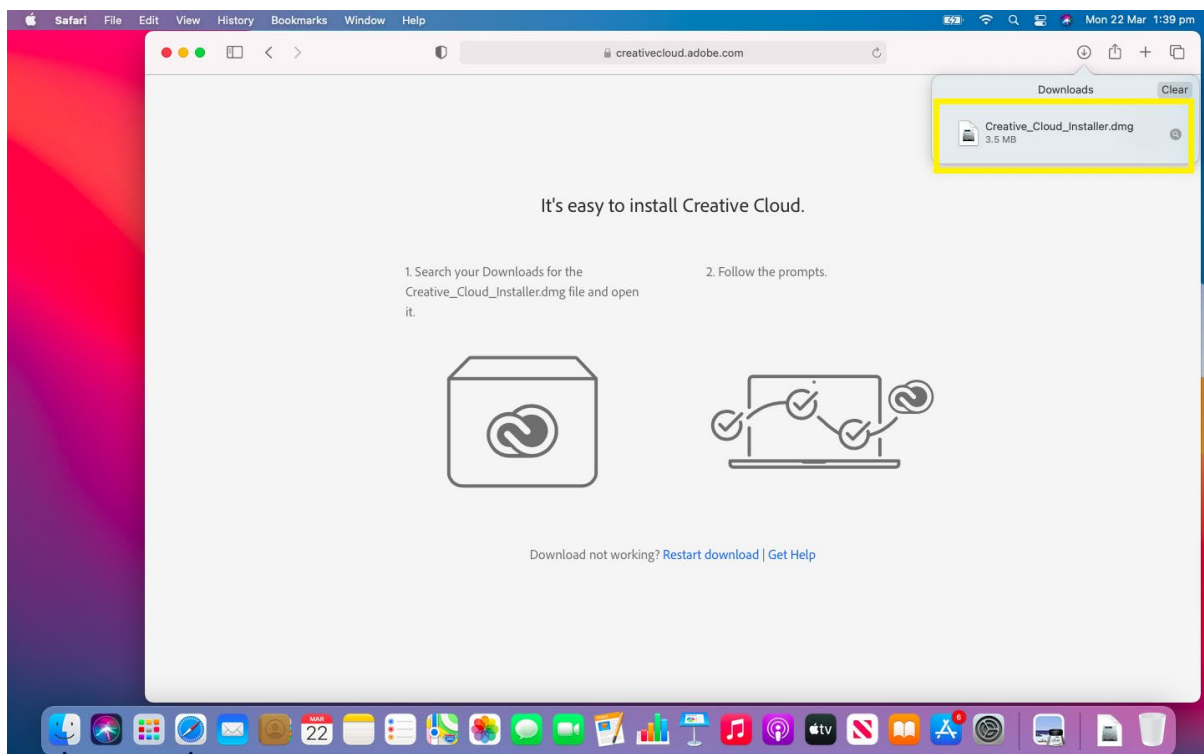 Safari File Edit View History Bookmarks Window Help Mon 22 Mar 1:39 pm
creativecloud.adobe.com
Downloads Clear
Creative_Cloud_Installer.dmg
3.5 MB
It's easy to install Creative Cloud.
1. Search your Downloads for the
Creative_Cloud_Installer.dmg file and open
it.
2. Follow the prompts.
Download not working? Restart download | Get Help
MAR
22
tv
6